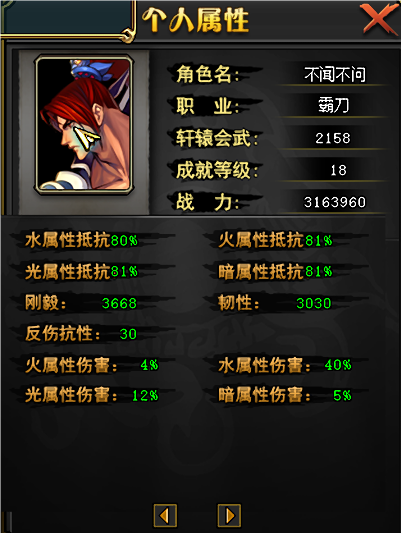 个人属性
角色名： 不闻不问
职 业： 霸刀
轩辕会武： 2158
成就等级： 18
战 力： 3163960
水属性抵抗80% 火属性抵抗81%
光属性抵抗81% 暗属性抵抗81%
刚毅： 3668 韧性： 3030
反伤抗性： 30
火属性伤害： 4% 水属性伤害： 40%
光属性伤害： 12% 暗属性伤害： 5%